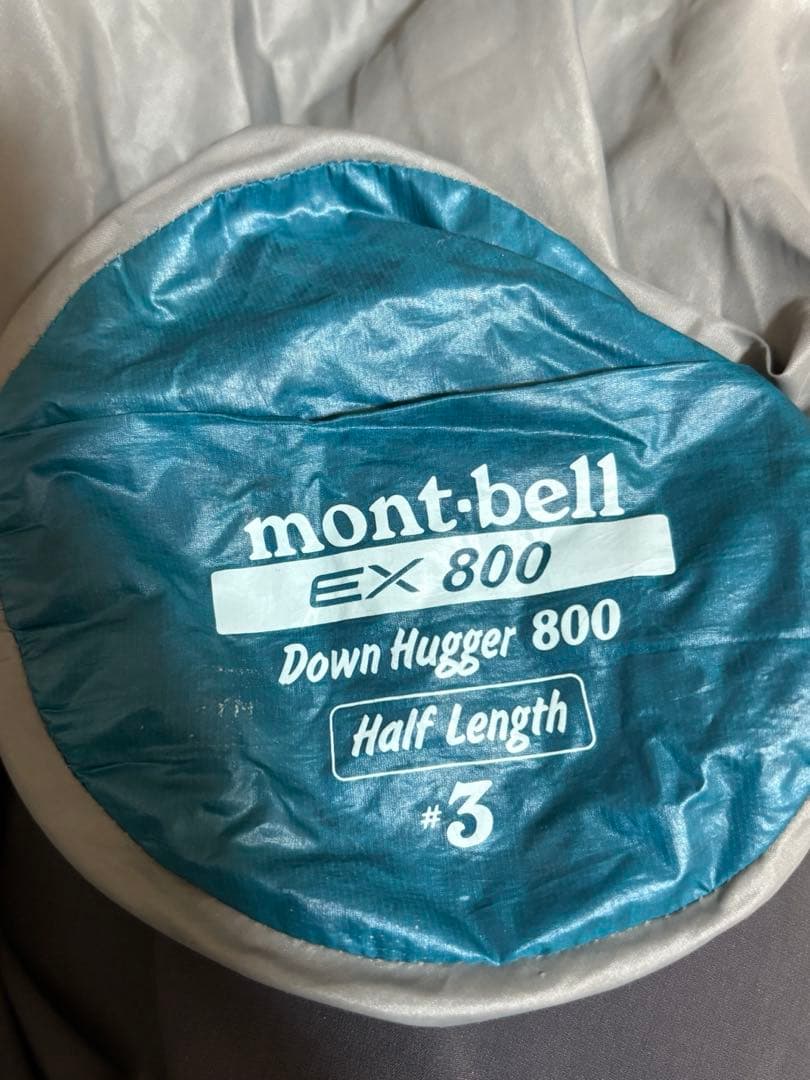 mont-bell
EX 800
Down Hugger 800
Half Length
#3